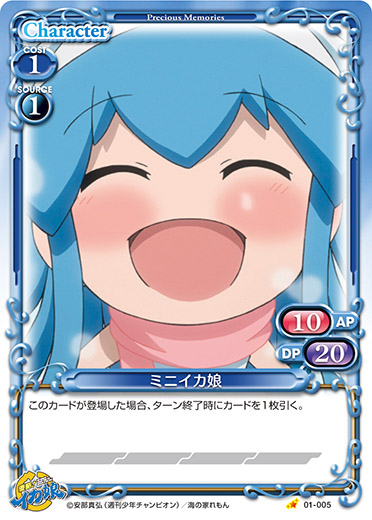 Precious Memories
Character
COST
1
SOURCE
1
10 AP
DP 20
ミニイカ娘
このカードが登場した場合、ターン終了時にカードを1枚引く。
イカ娘
©安部真弘（週刊少年チャンピオン）／海の家れもん
01-005